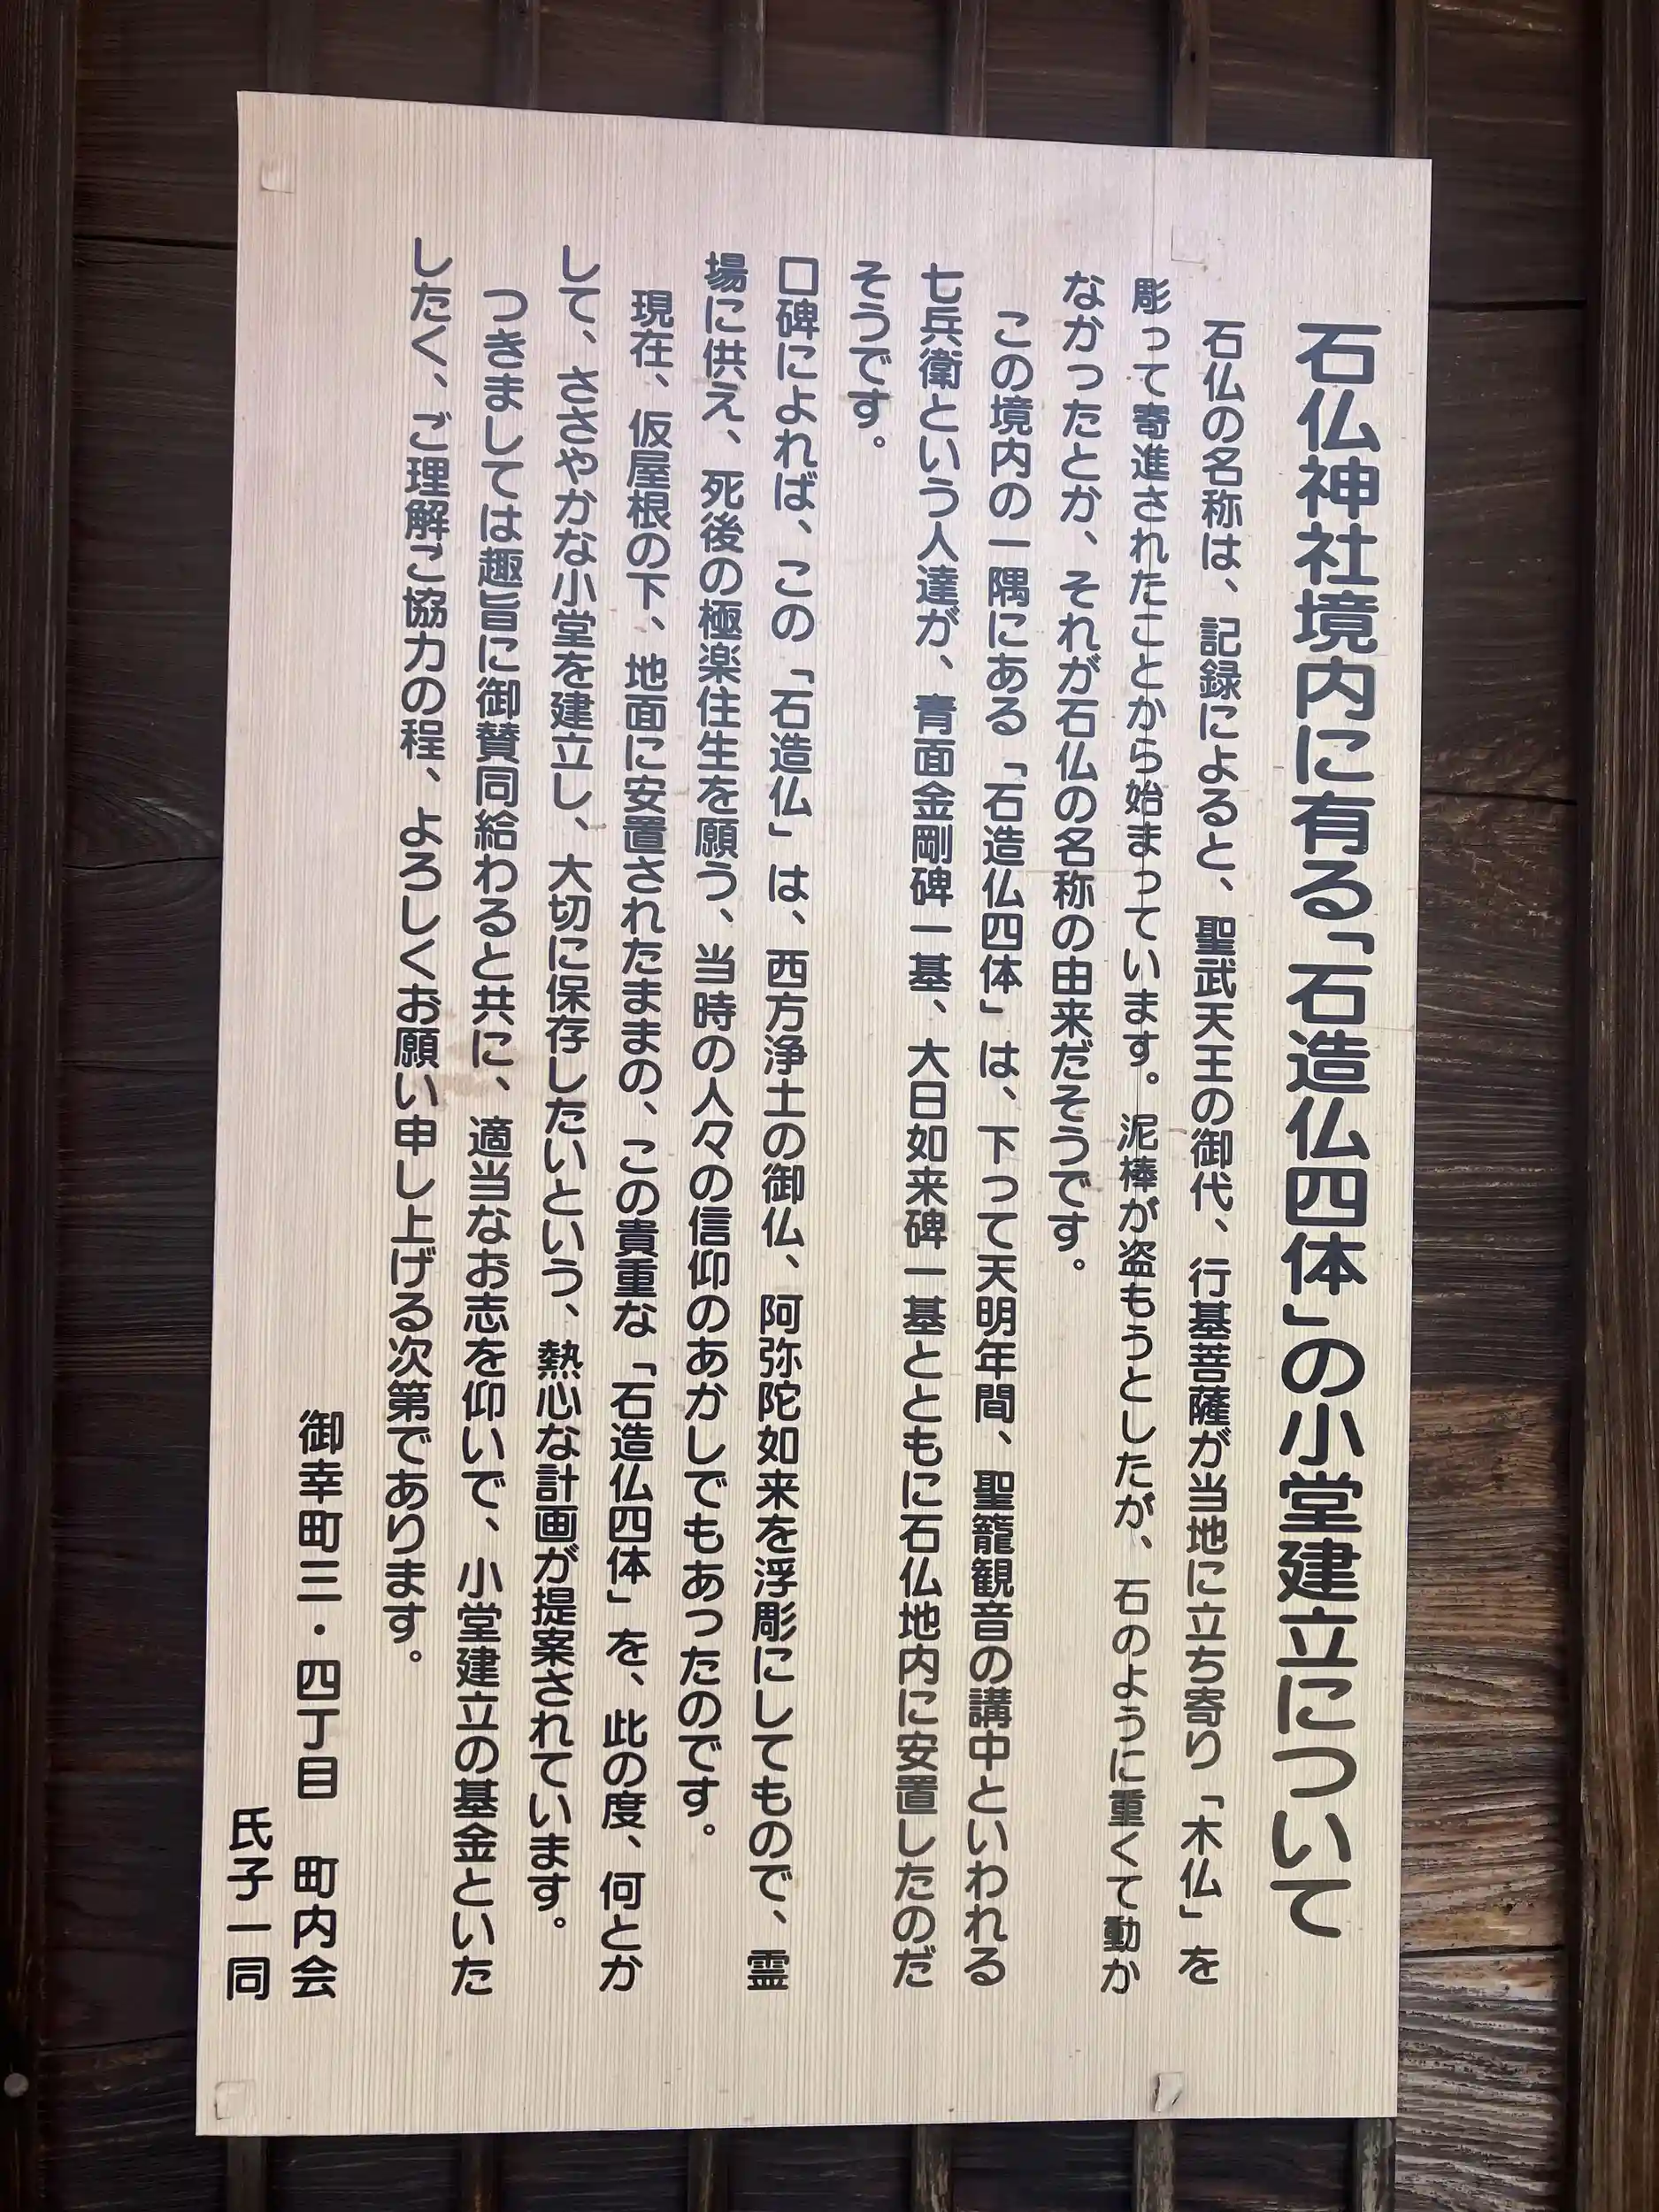 石仏神社境内に有る「石造仏四体」の小堂建立について
石仏の名称は、記録によると、聖武天王の御代、行基菩薩が当地に立ち寄り「木仏」を
彫って寄進されたことから始まっています。泥棒が盗もうとしたが、石のように重くて動か
なかったとか、それが石仏の名称の由来だそうです。
この境内の一隅にある「石造仏四体」は、下って天明年間、聖籠観音の講中といわれる
七兵衛という人達が、青面金剛碑一基、大日如来碑一基とともに石仏地内に安置したのだ
そうです。
口碑によれば、この「石造仏」は、西方浄土の御仏、阿弥陀如来を浮彫にしてもので、霊
場に供え、死後の極楽住生を願う、当時の人々の信仰のあかしでもあったのです。
現在、仮屋根の下、地面に安置されたままの、この貴重な「石造仏四体」を、此の度、何とか
して、ささやかな小堂を建立し、大切に保存したいという、熱心な計画が提案されています。
つきましては趣旨に御賛同給わると共に、適当なお志を仰いで、小堂建立の基金といた
したく、ご理解ご協力の程、よろしくお願い申し上げる次第であります。
御幸町三・四丁目　町内会
氏子一同